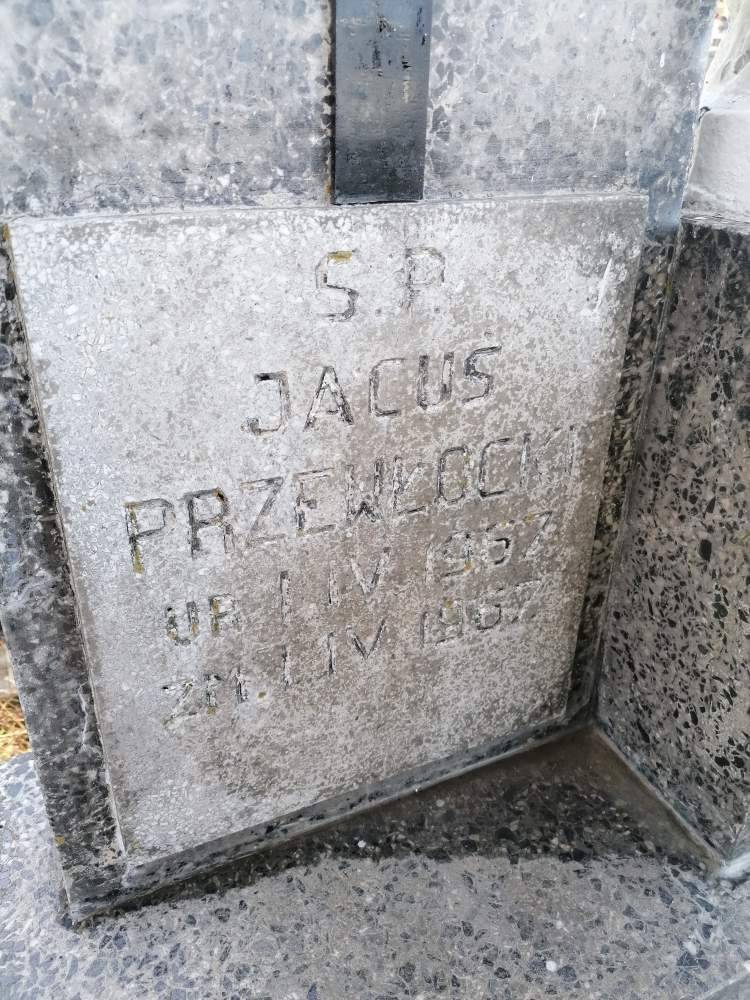 S.P.
JACUŚ
PRZEWŁOCKI
UR. 1 IV. 1967
ZM. 1 IV. 1967